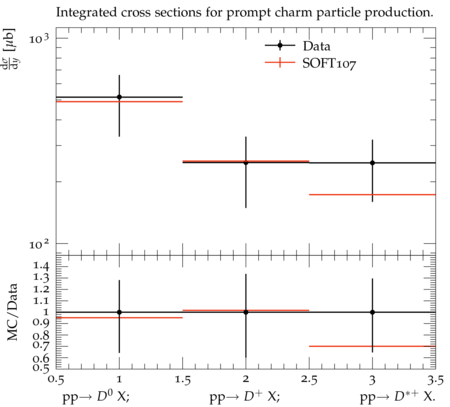 Integrated cross sections for prompt charm particle production.
10³
dσ/dy [μb]
Data
SOFT107
10²
MC/Data
1.4
1.3
1.2
1.1
1
0.9
0.8
0.7
0.6
0.5
0.5 1 1.5 2 2.5 3 3.5
pp→ D⁰ X; pp→ D⁺ X; pp→ D*⁺ X.